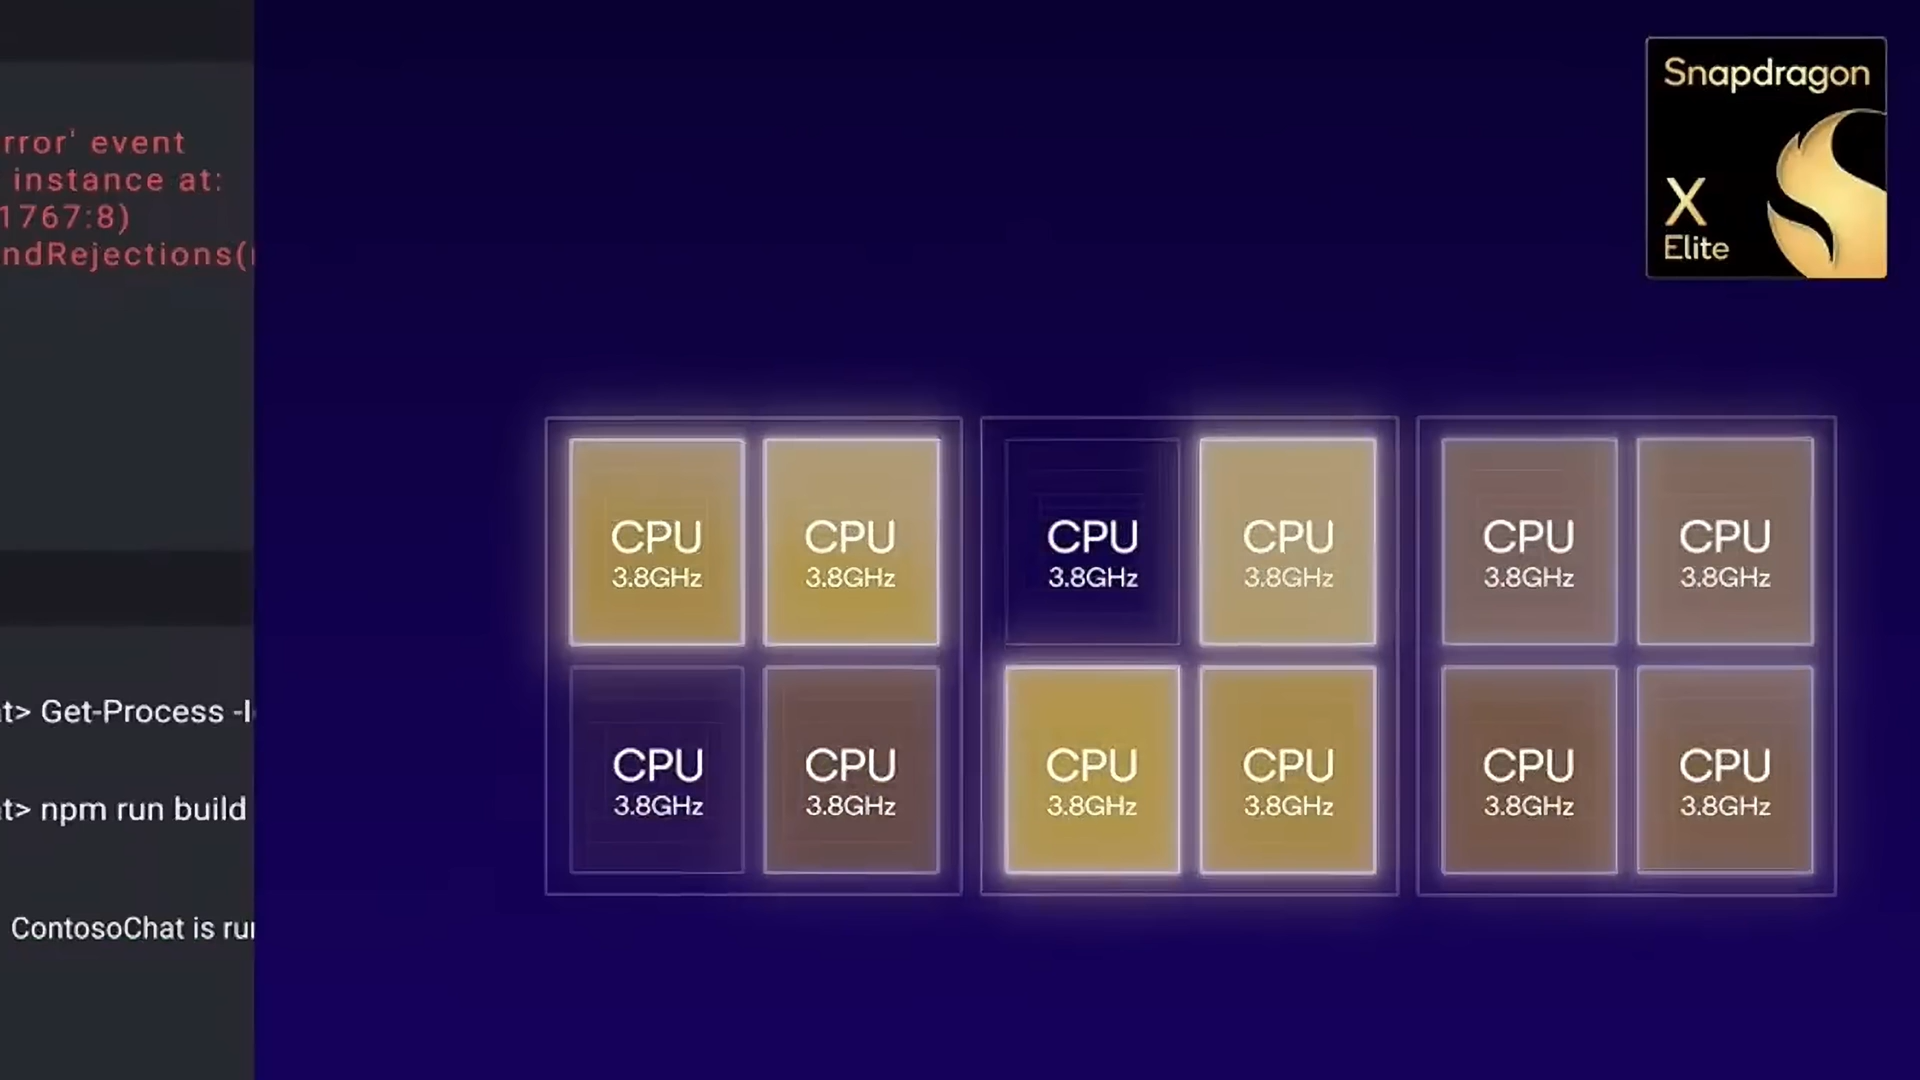 rror' event
instance at:
1767:8)
ndRejections(
t> Get-Process -I
t> npm run build
ContosoChat is ru
Snapdragon
X
Elite
CPU CPU CPU CPU CPU CPU
3.8GHz 3.8GHz 3.8GHz 3.8GHz 3.8GHz 3.8GHz
CPU CPU CPU CPU CPU CPU
3.8GHz 3.8GHz 3.8GHz 3.8GHz 3.8GHz 3.8GHz